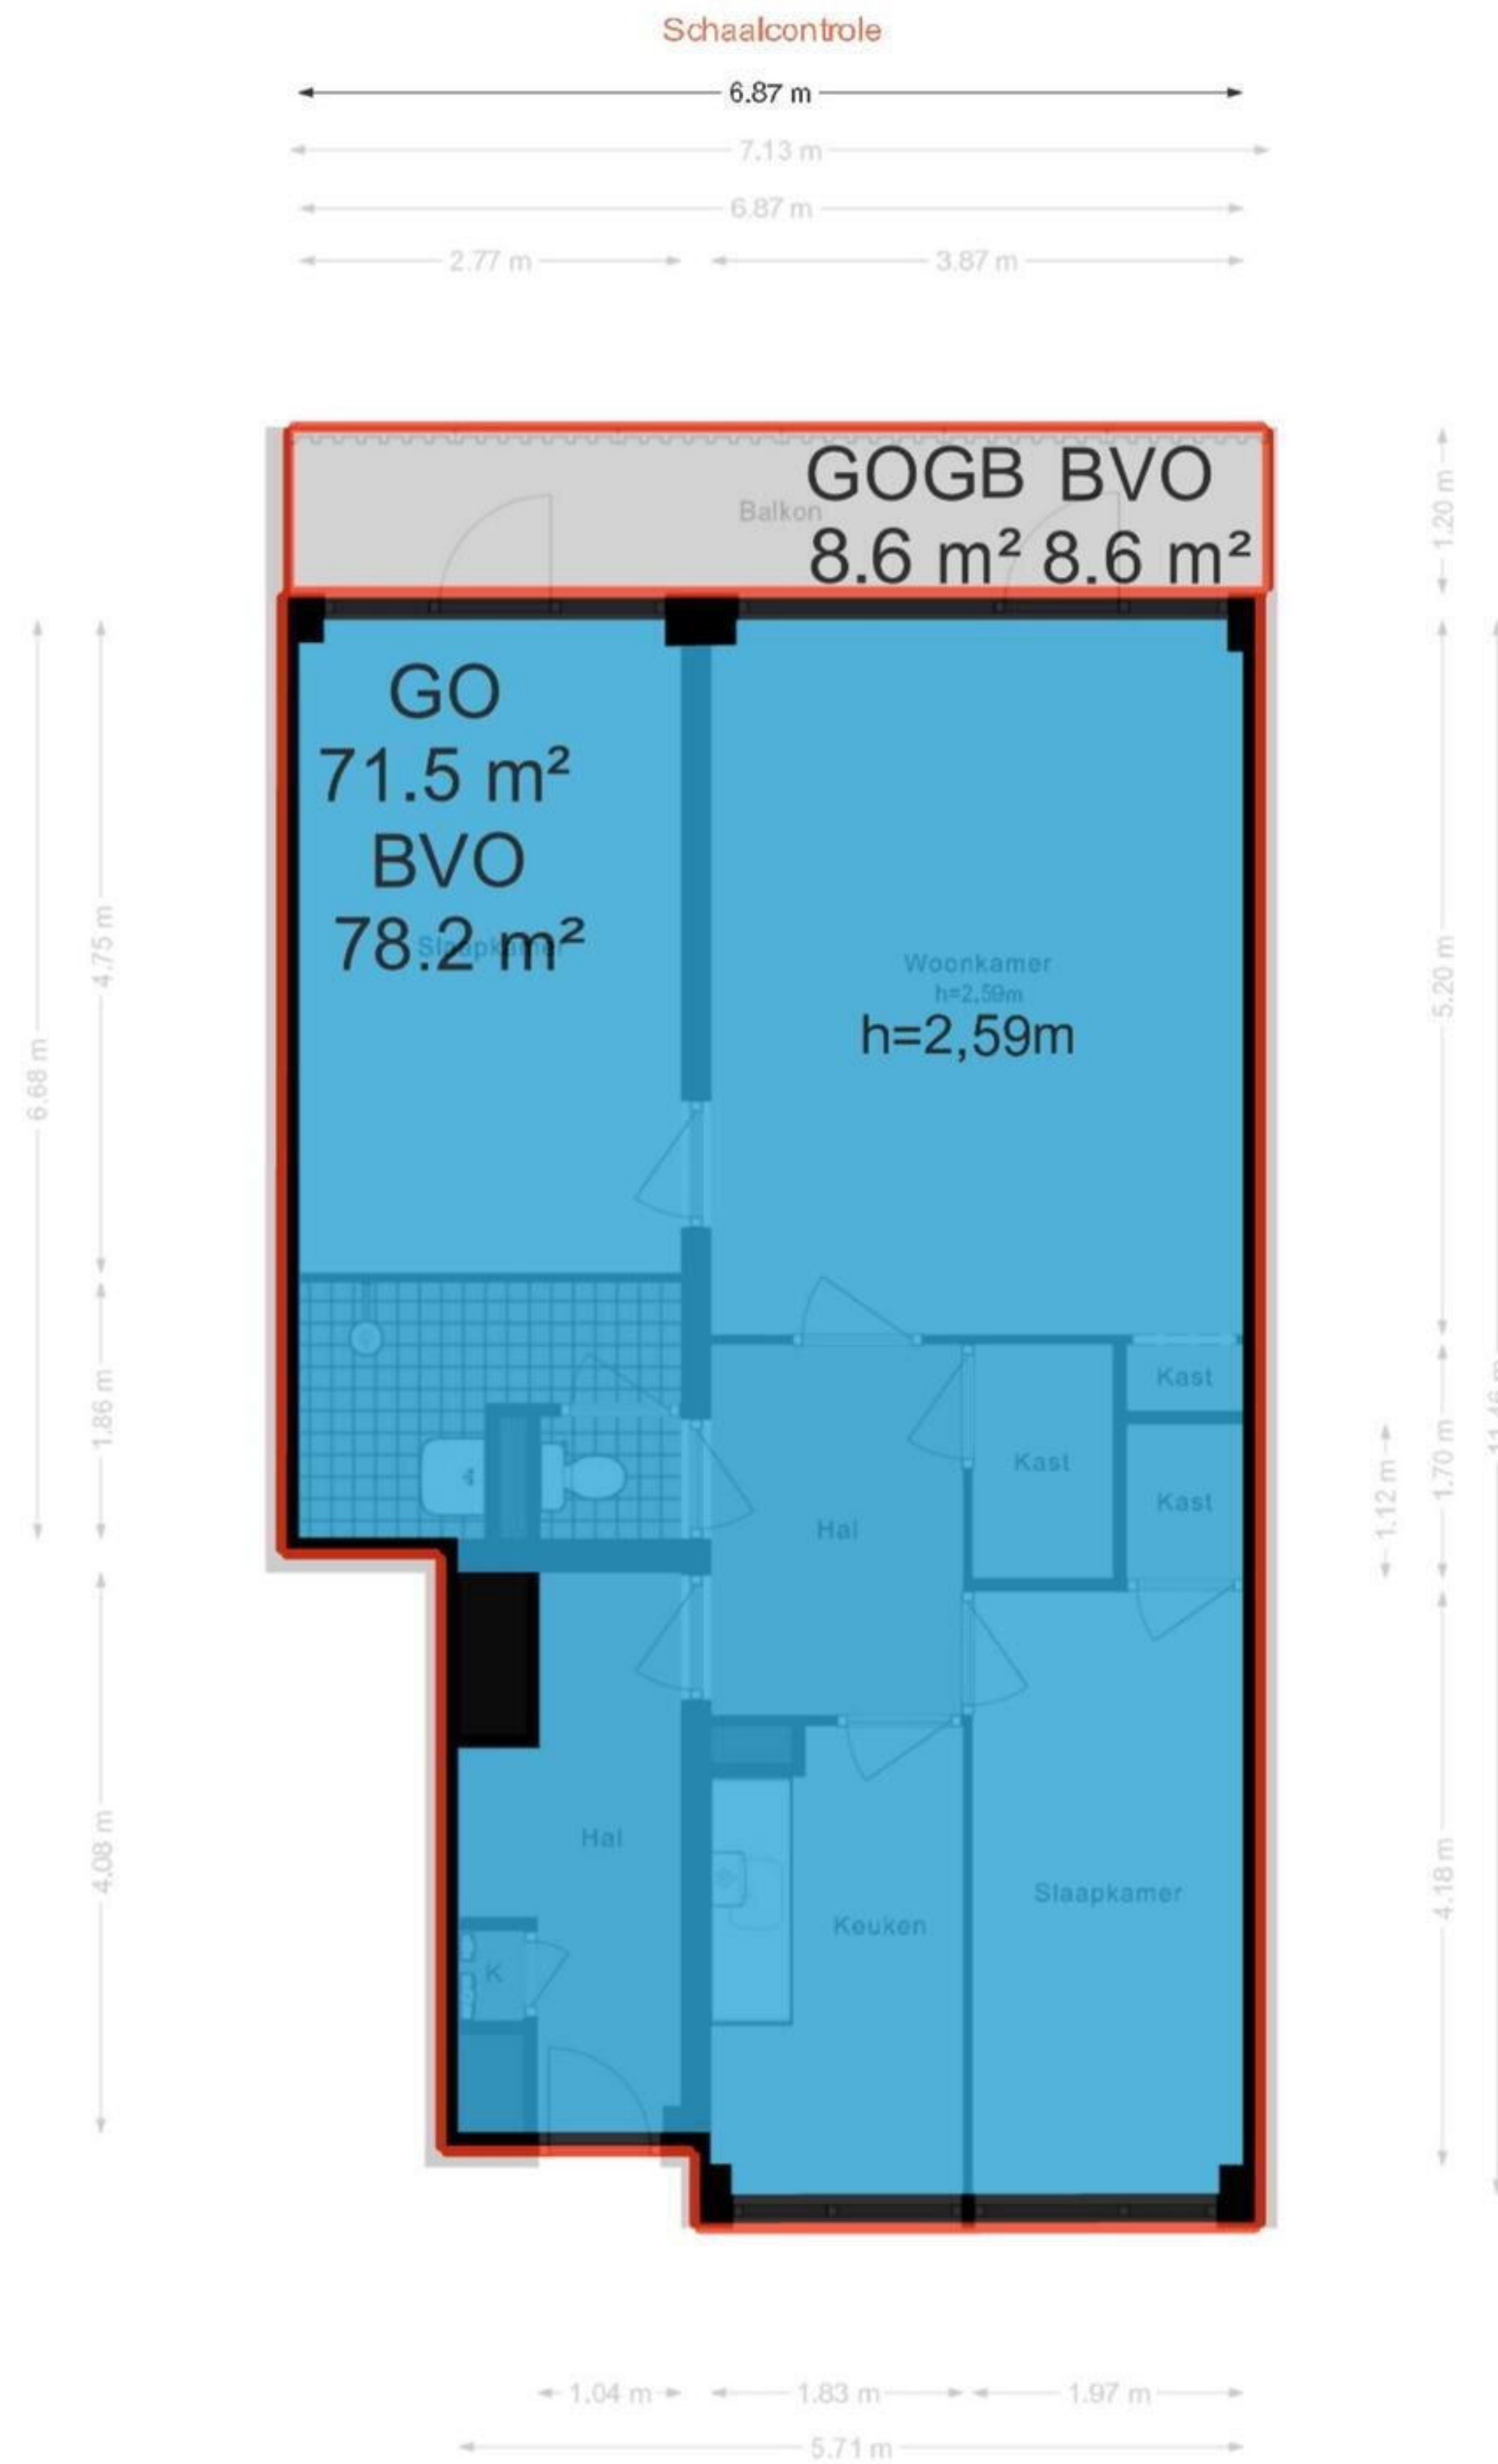 Schaalcontrole
6.87 m
7.13 m
6.87 m
2.77 m
3.87 m
GOGB BVO
Balkon
8.6 m² 8.6 m²
1.20 m
GO
71.5 m²
BVO
78.2 m²
Slaapkamer
Woonkamer
h=2,59m
h=2,59m
4.75 m
5.20 m
6.68 m
Kast
1.86 m
Kast
Kast
1.70 m
1.12 m
11.46 m
Hal
Hal
4.08 m
4.18 m
Slaapkamer
Keuken
K
1.04 m
1.83 m
1.97 m
5.71 m